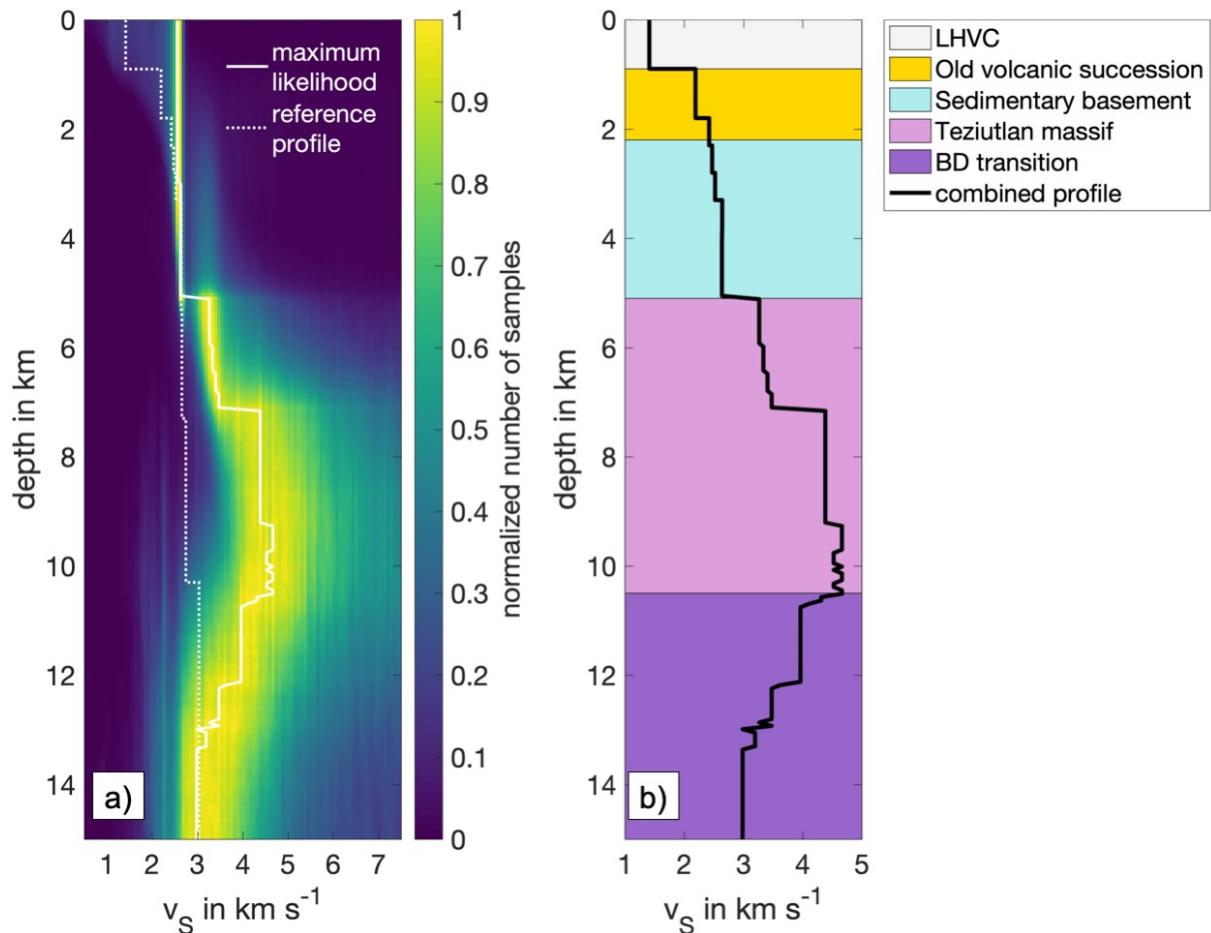 0
2
4
6
8
10
12
14
depth in km
1
2
3
4
5
6
7
v_S in km s⁻¹
maximum
likelihood
reference
profile
a)
1
0.9
0.8
0.7
0.6
0.5
0.4
0.3
0.2
0.1
0
normalized number of samples
0
2
4
6
8
10
12
14
depth in km
1
2
3
4
5
v_S in km s⁻¹
b)
LHVC
Old volcanic succession
Sedimentary basement
Teziutlan massif
BD transition
combined profile